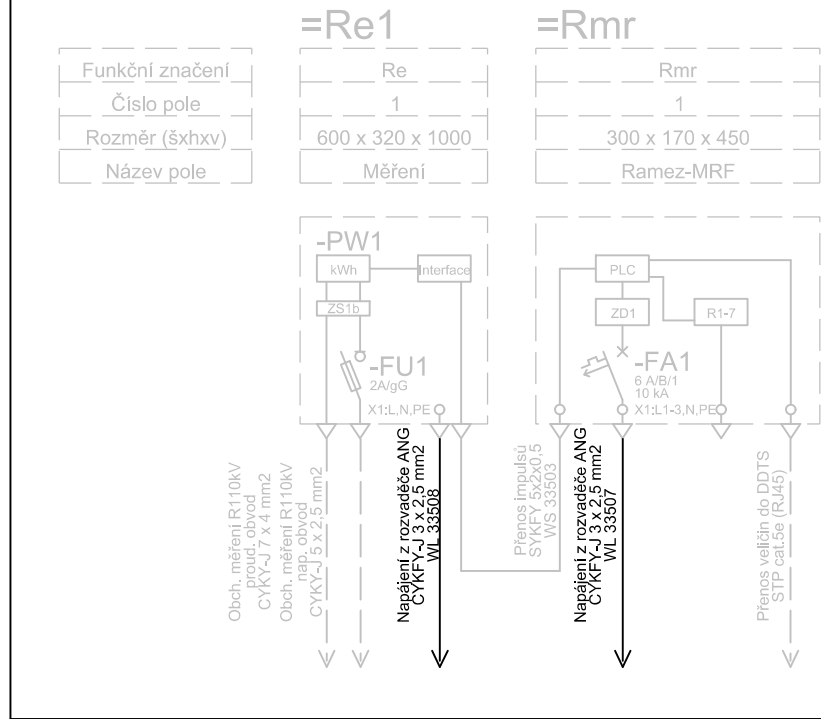 =Re1
=Rmr
Funkční značení
Re
Rmr
Číslo pole
1
1
Rozměr (šxhxv)
600 x 320 x 1000
300 x 170 x 450
Název pole
Měření
Ramez-MRF
-PW1
kWh
Interface
ZS1b
-FU1
2A/gG
X1:L,N,PE
PLC
ZD1
R1-7
-FA1
6 A/B/1
10 kA
X1:L1-3,N,PE
Obch. měření R110kV
proud. obvod
CYKY-J 7 x 4 mm2
Obch. měření R110kV
nap. obvod
CYKY-J 5 x 2,5 mm2
Napájení z rozvaděče ANG
CYKFY-J 3 x 2,5 mm2
WL 33508
Přenos impulsů
SYKFY 5x2x0,5
WS 33503
Napájení z rozvaděče ANG
CYKFY-J 3 x 2,5 mm2
WL 33507
Přenos veličin do DDTS
STP cat.5e (RJ45)